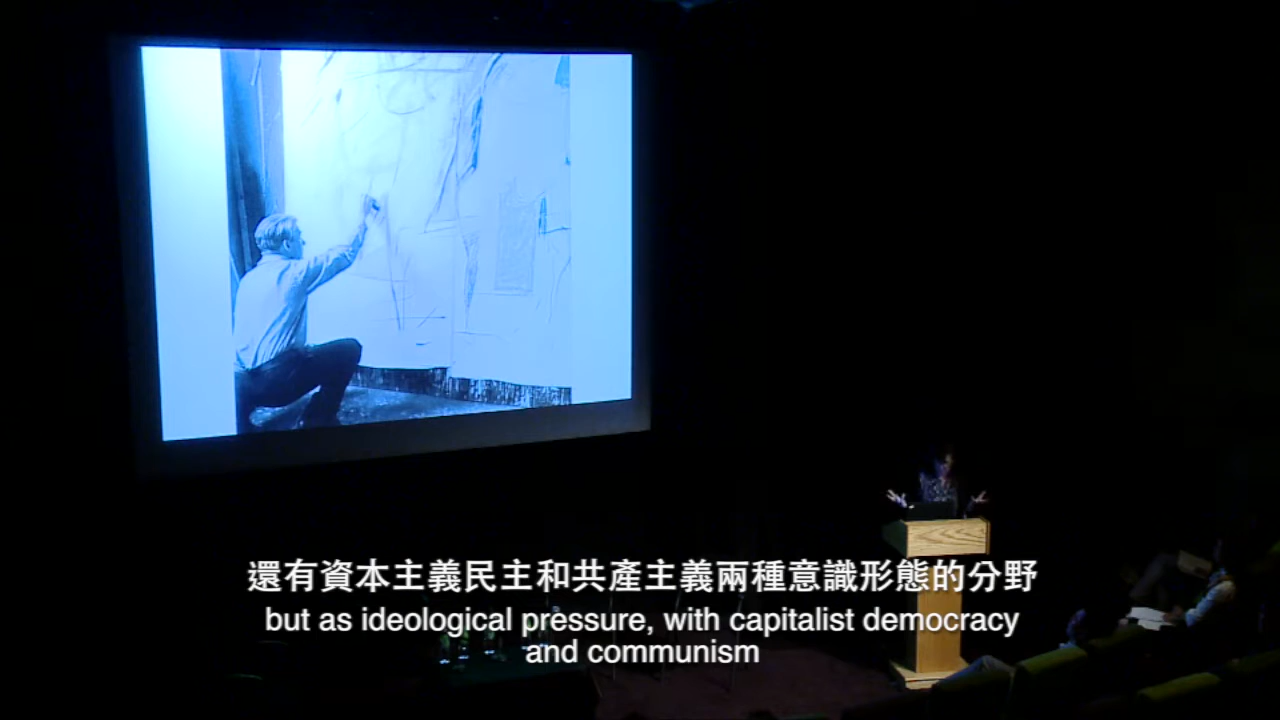 還有資本主義民主和共產主義兩種意識形態的分野
but as ideological pressure, with capitalist democracy
and communism